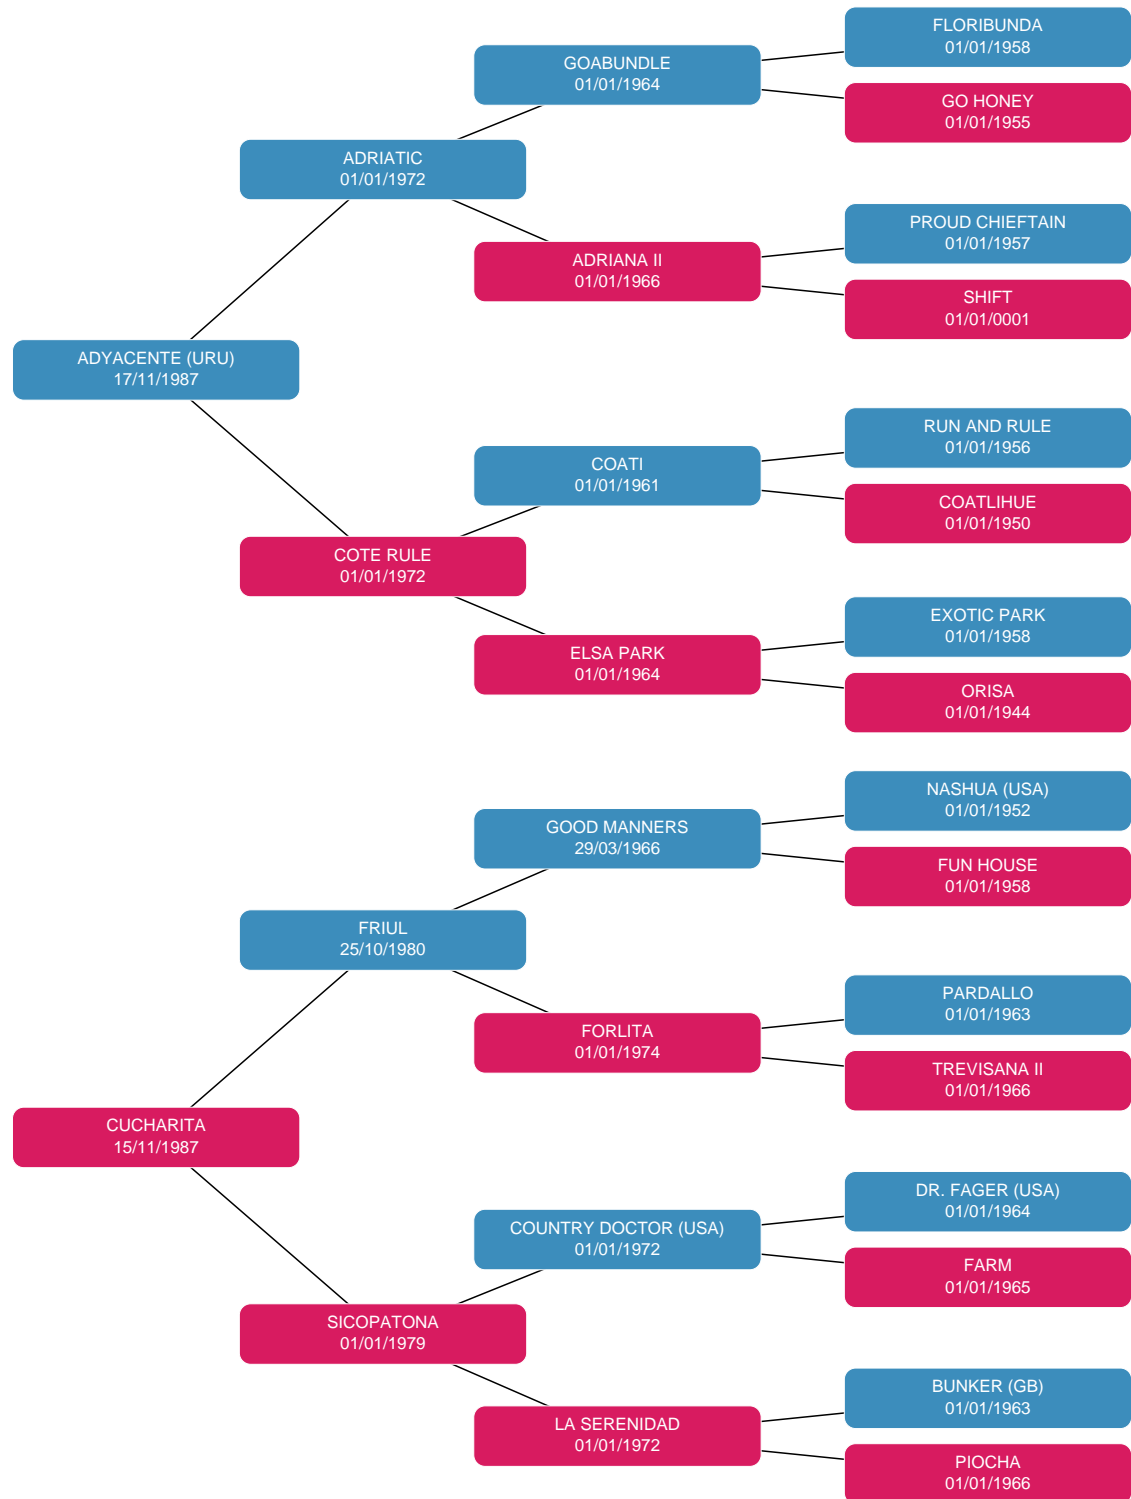 FLORIBUNDA
01/01/1958
GOABUNDLE
01/01/1964
GO HONEY
01/01/1955
ADRIATIC
01/01/1972
PROUD CHIEFTAIN
01/01/1957
ADRIANA II
01/01/1966
SHIFT
01/01/0001
ADYACENTE (URU)
17/11/1987
RUN AND RULE
01/01/1956
COATI
01/01/1961
COATLIHUE
01/01/1950
COTE RULE
01/01/1972
EXOTIC PARK
01/01/1958
ELSA PARK
01/01/1964
ORISA
01/01/1944
NASHUA (USA)
01/01/1952
GOOD MANNERS
29/03/1966
FUN HOUSE
01/01/1958
FRIUL
25/10/1980
PARDALLO
01/01/1963
FORLITA
01/01/1974
TREVISANA II
01/01/1966
CUCHARITA
15/11/1987
DR. FAGER (USA)
01/01/1964
COUNTRY DOCTOR (USA)
01/01/1972
FARM
01/01/1965
SICOPATONA
01/01/1979
BUNKER (GB)
01/01/1963
LA SERENIDAD
01/01/1972
PIOCHA
01/01/1966